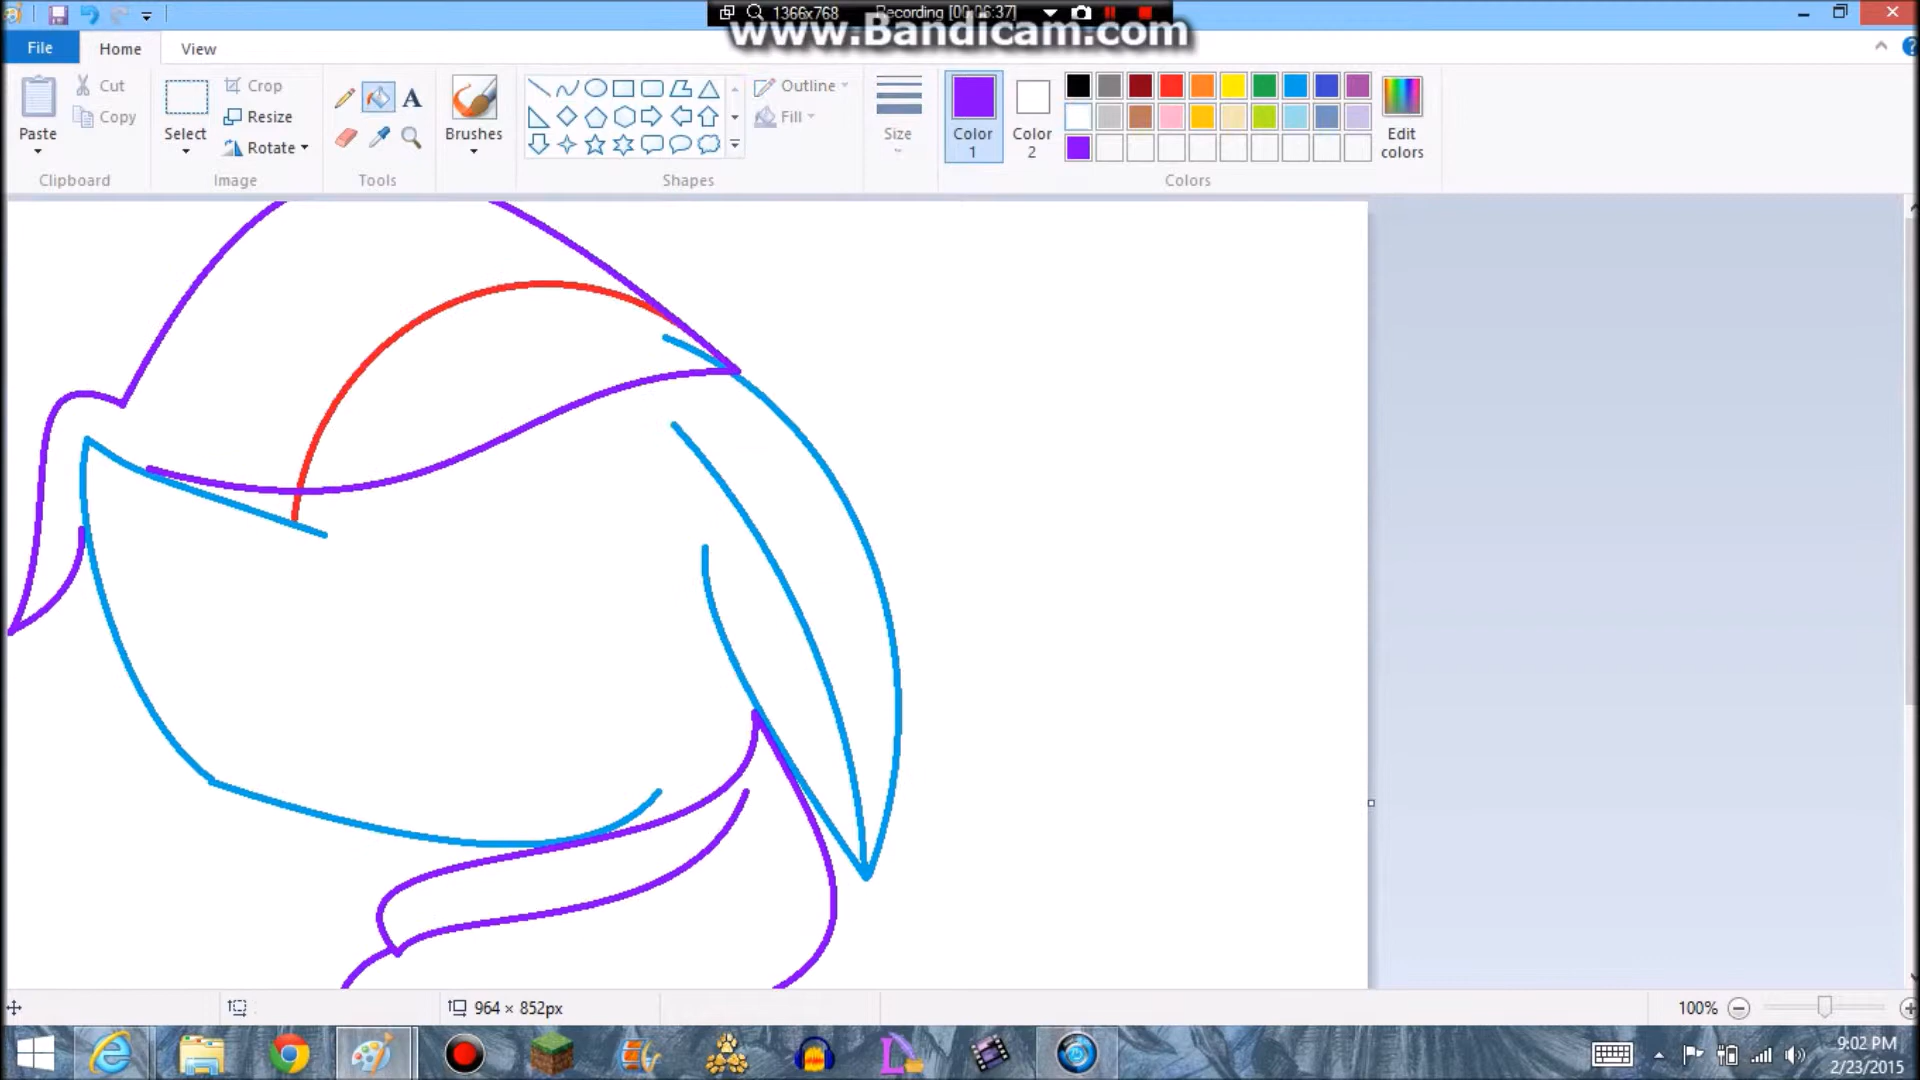 1366x768 Recording [00:06:37]
www.Bandicam.com
File Home View
Paste
Cut
Copy
Clipboard
Select
Crop
Resize
Rotate
Image
A
Tools
Brushes
Shapes
Outline
Fill
Size
Color 1
Color 2
Edit colors
Colors
964 × 852px
100%
9:02 PM
2/23/2015